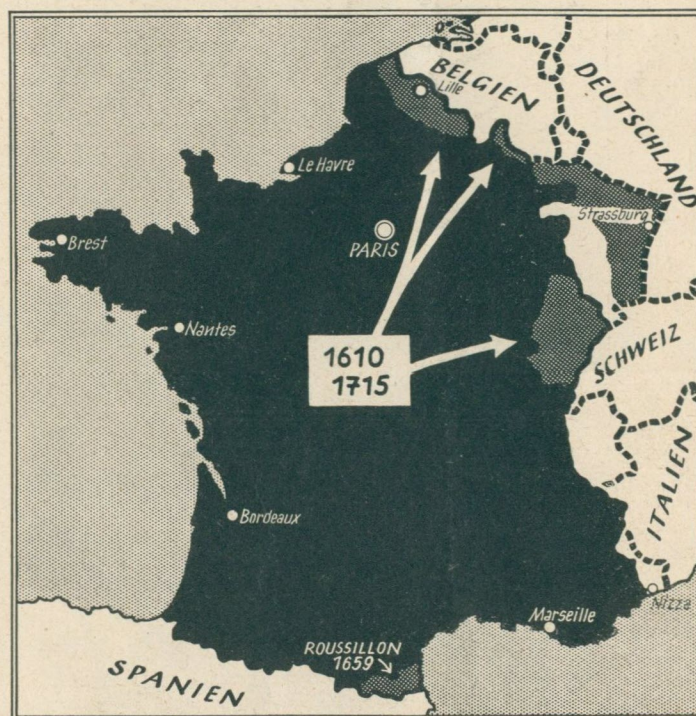 BELGIEN
DEUTSCHLAND
Lille
Le Havre
Strassburg
PARIS
Brest
Nantes
1610
1715
SCHWEIZ
ITALIEN
Bordeaux
Nizza
Marseille
ROUSSILLON
1659
SPANIEN